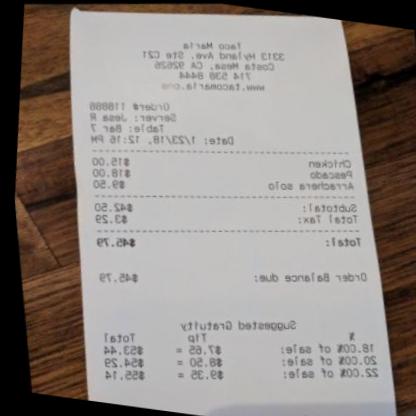 Taco Maria
3313 Hyland Ave. Ste C21
Costa Mesa, CA 92626
714 538 8444
www.tacomaria.com
Order# 118888
Server: Jesa R
Table: Bar 7
Date: 1/23/18, 12:16 PM
Chicken $15.00
Pescado $18.00
Arrachera solo $9.50
Subtotal: $42.50
Total Tax: $3.29
Total: $45.79
Order Balance due: $45.79
Suggested Gratuity
% Tip Total
18.00% of sale: $7.65 = $53.44
20.00% of sale: $8.50 = $54.29
22.00% of sale: $9.35 = $55.14